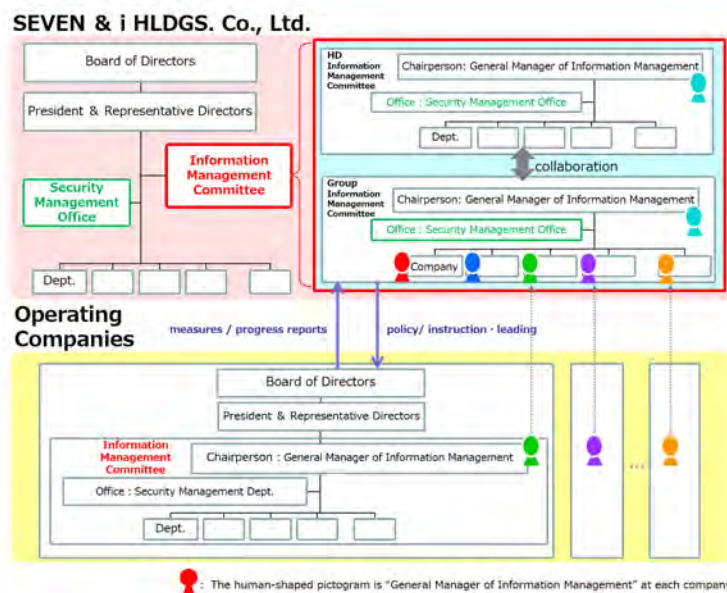 SEVEN & i HLDGS. Co., Ltd.
Board of Directors
President & Representative Directors
Information
Management
Committee
Security
Management
Office
Dept.
HD
Information
Management
Committee
Chairperson: General Manager of Information Management
Office : Security Management Office
Dept.
collaboration
Group
Information
Management
Committee
Chairperson: General Manager of Information Management
Office : Security Management Office
Company
Operating
Companies
measures / progress reports
policy/ instruction・leading
Board of Directors
President & Representative Directors
Information
Management
Committee
Chairperson : General Manager of Information Management
Office : Security Management Dept.
Dept.
...
: The human-shaped pictogram is "General Manager of Information Management" at each company